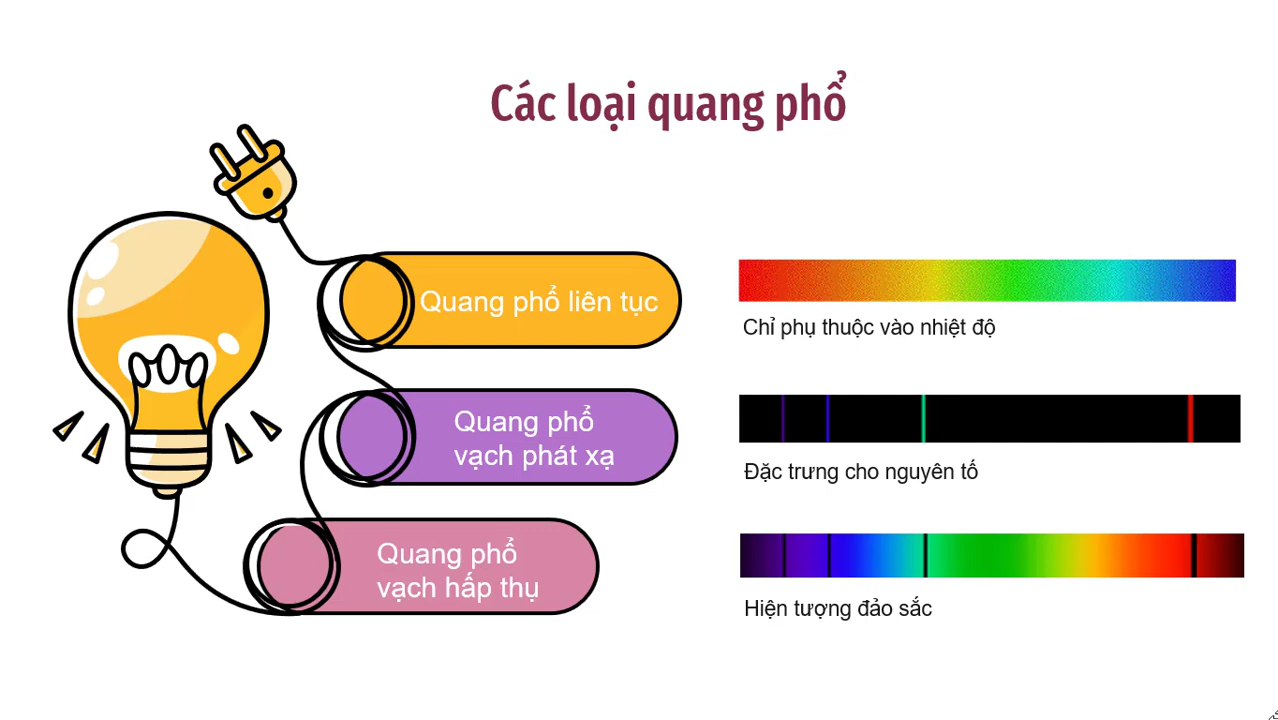 Các loại quang phổ
Quang phổ liên tục
Chỉ phụ thuộc vào nhiệt độ
Quang phổ
vạch phát xạ
Đặc trưng cho nguyên tố
Quang phổ
vạch hấp thụ
Hiện tượng đảo sắc